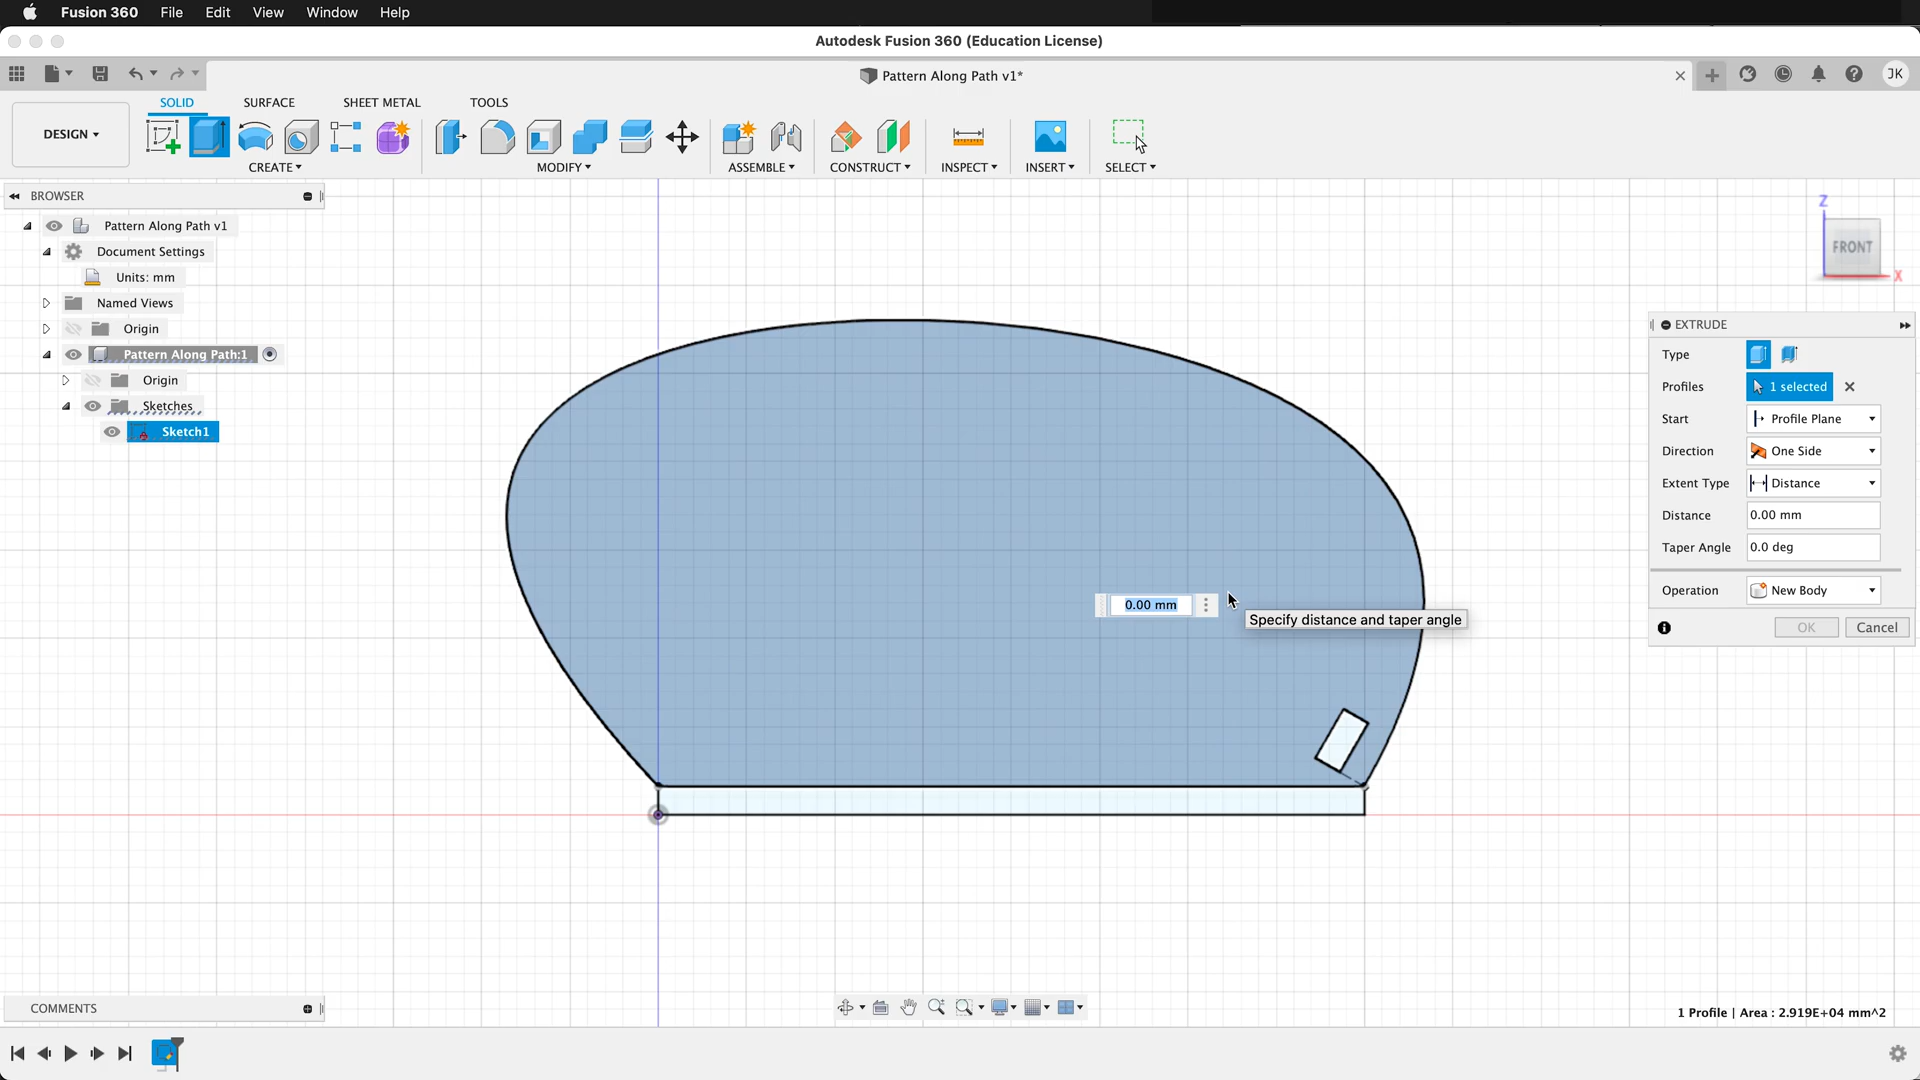 Fusion 360 File Edit View Window Help
Autodesk Fusion 360 (Education License)
Pattern Along Path v1*
JK
DESIGN
SOLID SURFACE SHEET METAL TOOLS
CREATE MODIFY ASSEMBLE CONSTRUCT INSPECT INSERT SELECT
BROWSER
Pattern Along Path v1
Document Settings
Units: mm
Named Views
Origin
Pattern Along Path:1
Origin
Sketches
Sketch1
Z
FRONT
X
EXTRUDE
Type
Profiles 1 selected
Start Profile Plane
Direction One Side
Extent Type Distance
Distance 0.00 mm
Taper Angle 0.0 deg
Operation New Body
OK Cancel
0.00 mm
Specify distance and taper angle
COMMENTS
1 Profile | Area : 2.919E+04 mm^2